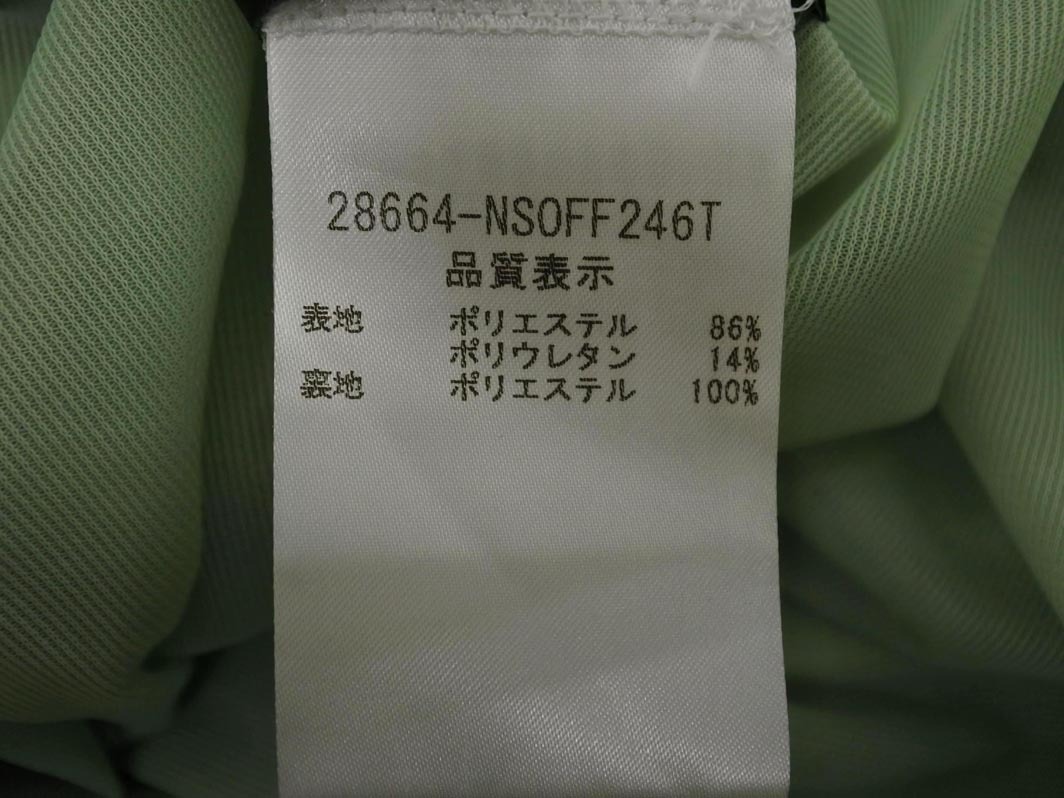 28664-NSOFF246T
品質表示
表地 ポリエステル 86%
ポリウレタン 14%
裏地 ポリエステル 100%